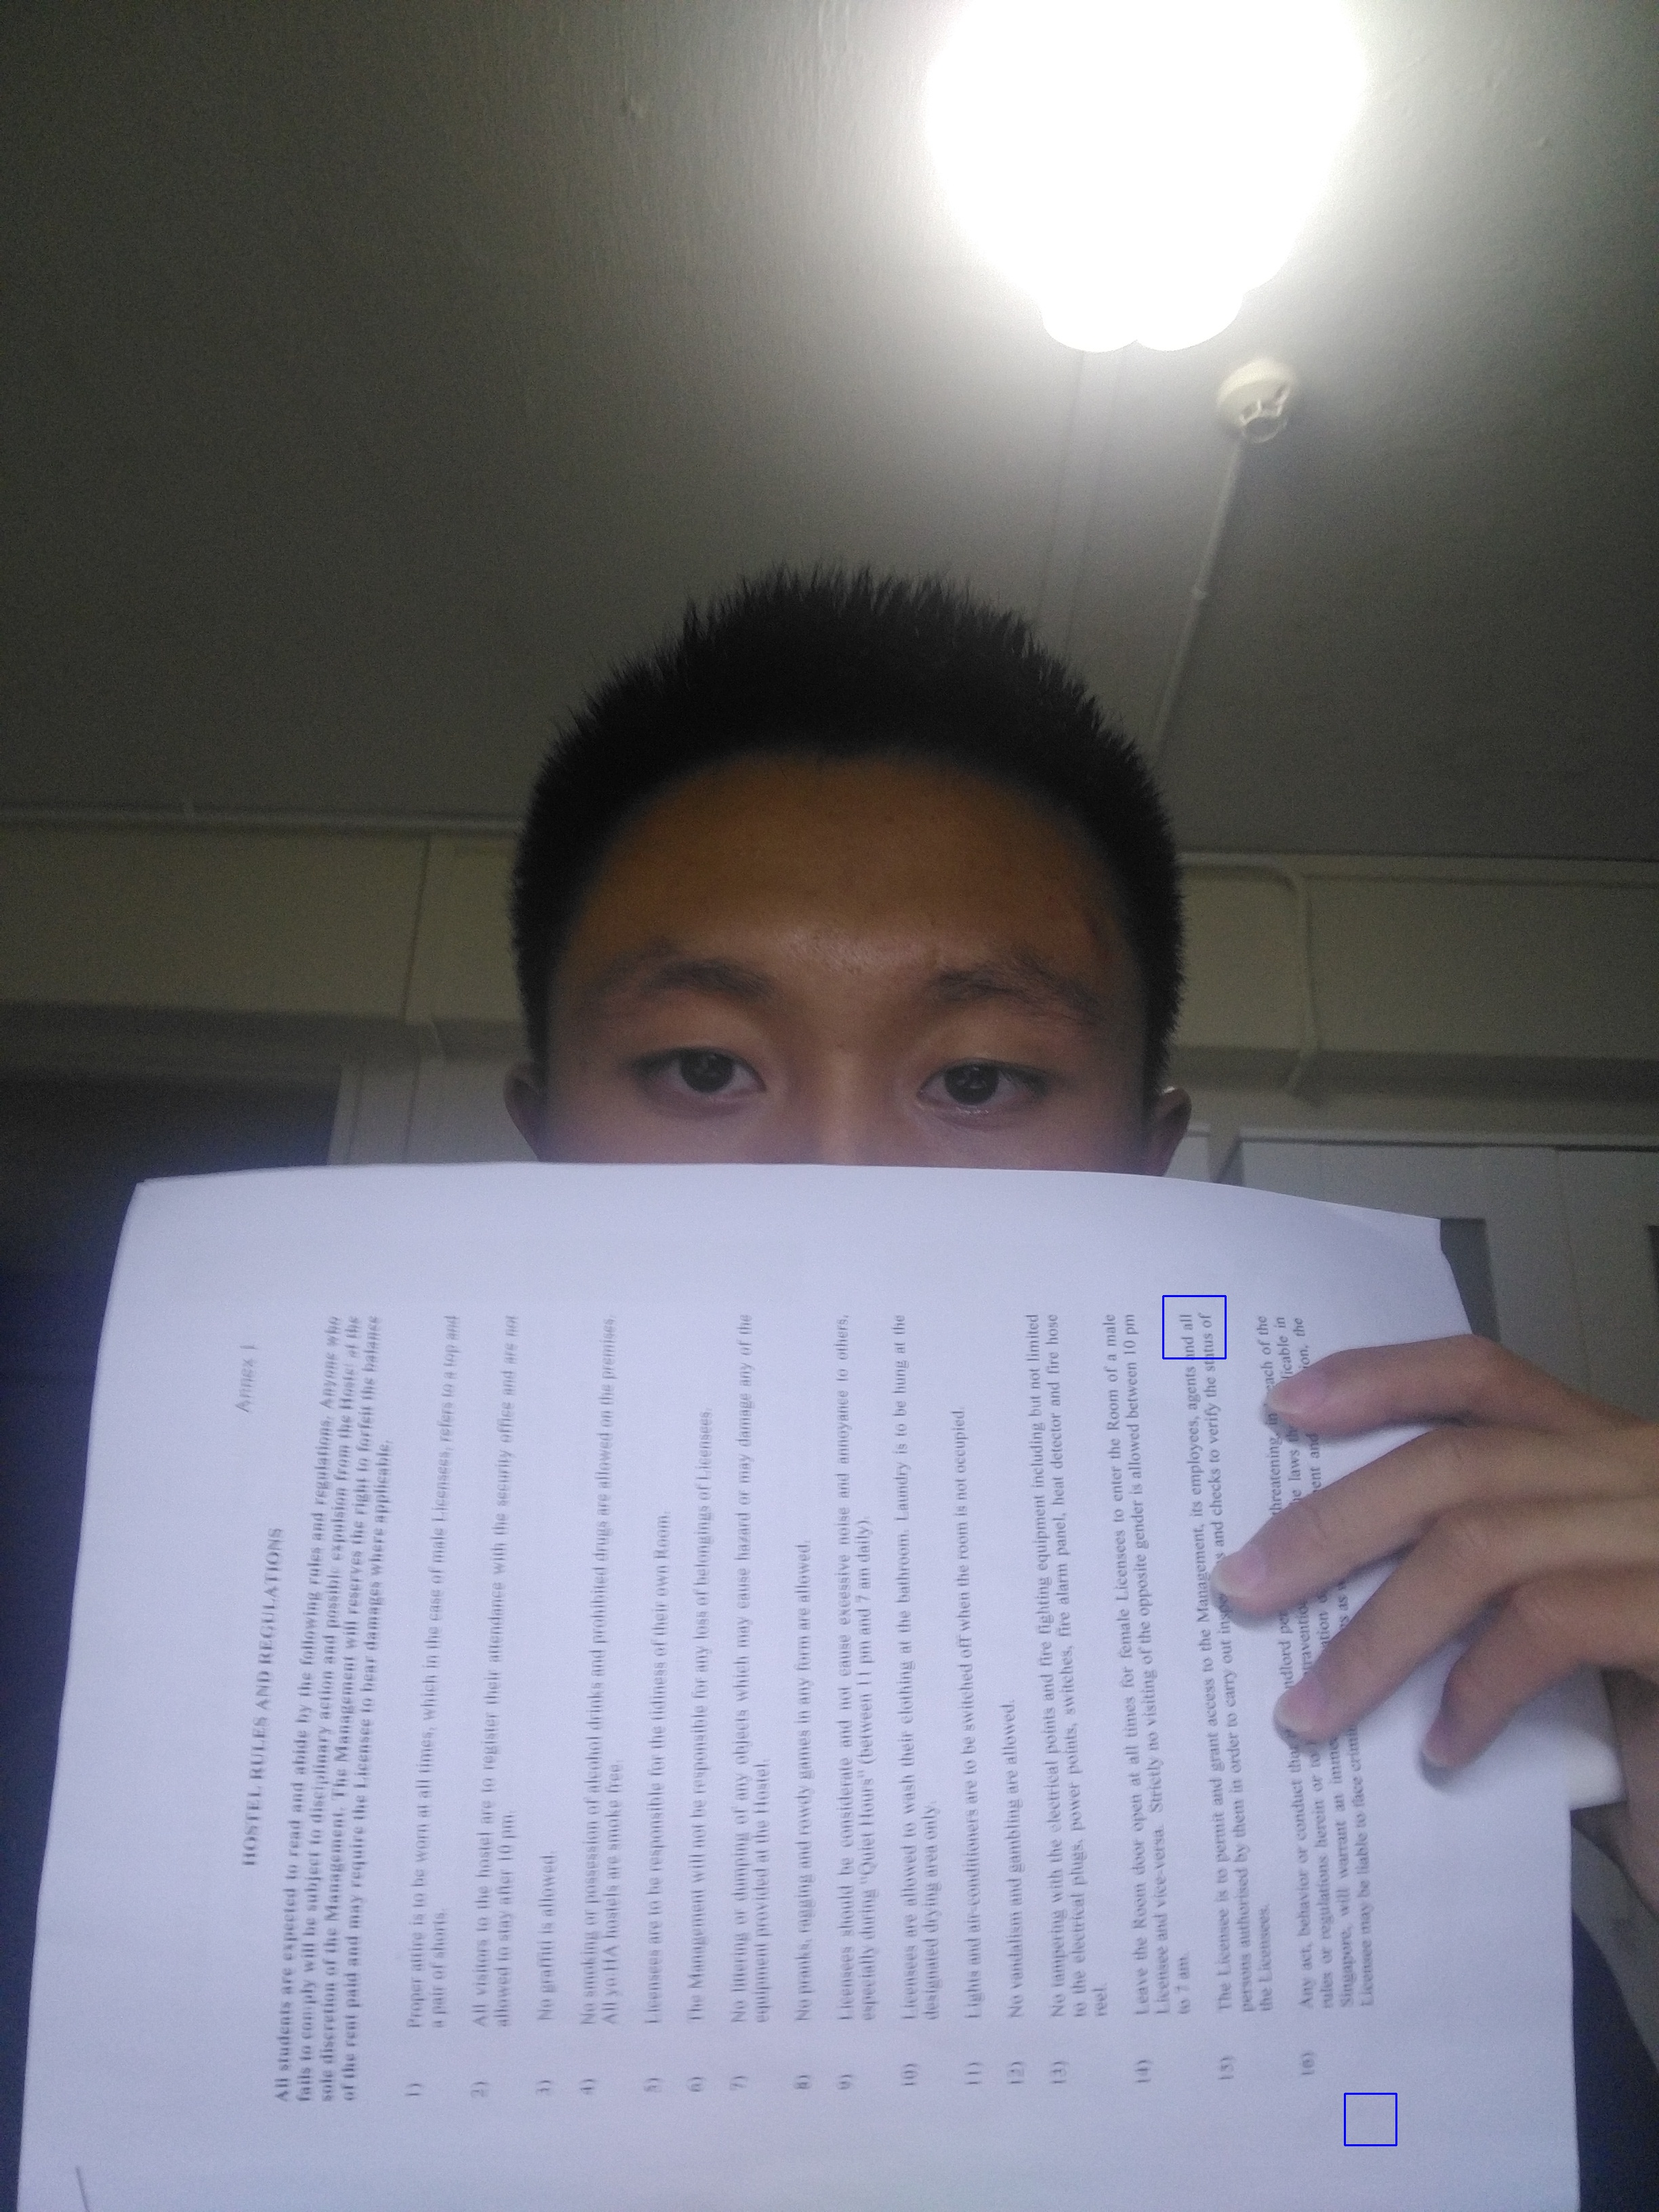 Annex 1
HOSTEL RULES AND REGULATIONS
All students are expected to read and abide by the following rules and regulations. Anyone who
fails to comply will be subject to disciplinary action and possible expulsion from the Hostel at the
sole discretion of the Management. The Management will reserves the right to forfeit the balance
of the rent paid and may require the Licensee to bear damages where applicable.
1) Proper attire is to be worn at all times, which in the case of male Licensees, refers to a top and
a pair of shorts.
2) All visitors to the hostel are to register their attendance with the security office and are not
allowed to stay after 10 pm.
3) No graffiti is allowed.
4) No smoking or possession of alcohol drinks and prohibited drugs are allowed on the premises.
All yo:HA hostels are smoke free.
5) Licensees are to be responsible for the tidiness of their own Room.
6) The Management will not be responsible for any loss of belongings of Licensees.
7) No littering or dumping of any objects which may cause hazard or may damage any of the
equipment provided at the Hostel.
8) No pranks, ragging and rowdy games in any form are allowed.
9) Licensees should be considerate and not cause excessive noise and annoyance to others,
especially during "Quiet Hours" (between 11 pm and 7 am daily).
10) Licensees are allowed to wash their clothing at the bathroom. Laundry is to be hung at the
designated drying area only.
11) Lights and air-conditioners are to be switched off when the room is not occupied.
12) No vandalism and gambling are allowed.
13) No tampering with the electrical points and fire fighting equipment including but not limited
to the electrical plugs, power points, switches, fire alarm panel, heat detector and fire hose
reel.
14) Leave the Room door open at all times for female Licensees to enter the Room of a male
Licensee and vice-versa. Strictly no visiting of the opposite gender is allowed between 10 pm
to 7 am.
15) The Licensee is to permit and grant access to the Management, its employees, agents and all
persons authorised by them in order to carry out and checks to verify the status of
the Licensees.
16) Any act, behavior or conduct threatening, in of the
rules or regulations herein or laws in
Singapore, will warrant an and the
Licensee may be liable to face